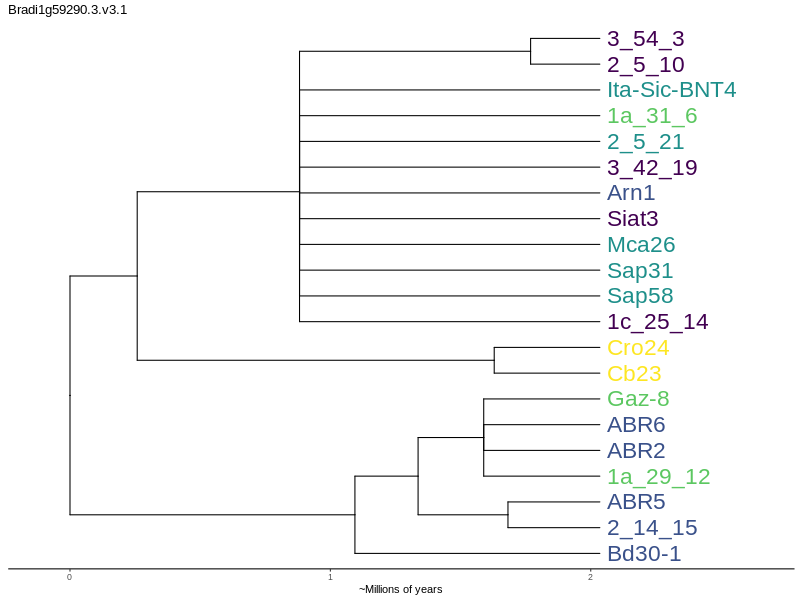 Bradi1g59290.3.v3.1
3_54_3
2_5_10
Ita-Sic-BNT4
1a_31_6
2_5_21
3_42_19
Arn1
Siat3
Mca26
Sap31
Sap58
1c_25_14
Cro24
Cb23
Gaz-8
ABR6
ABR2
1a_29_12
ABR5
2_14_15
Bd30-1
0 1 2
~Millions of years